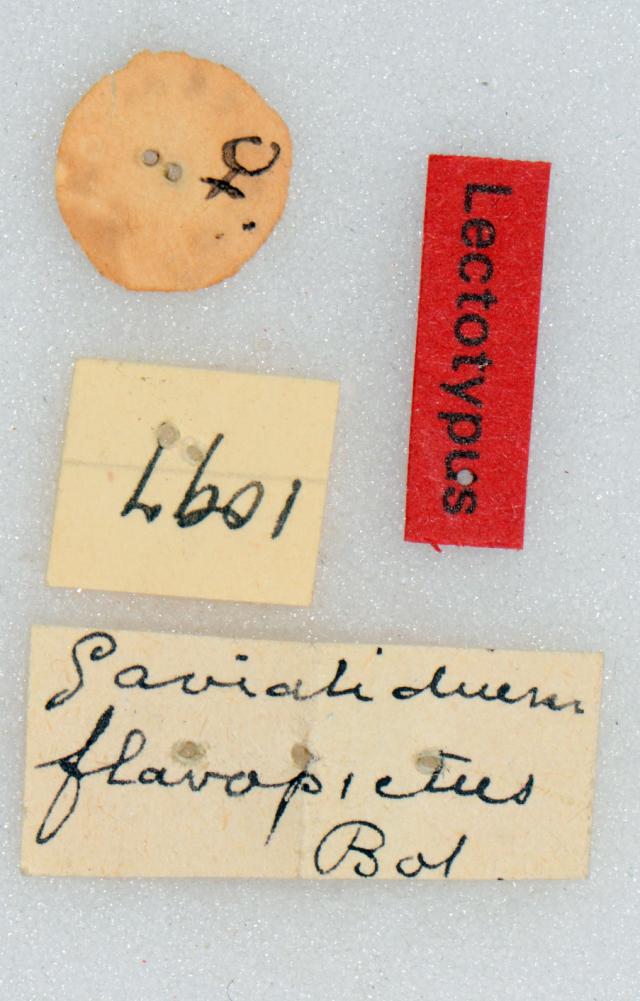 ♀.
Lectotypus
1097
Gavialidium
flavopictus
Bol